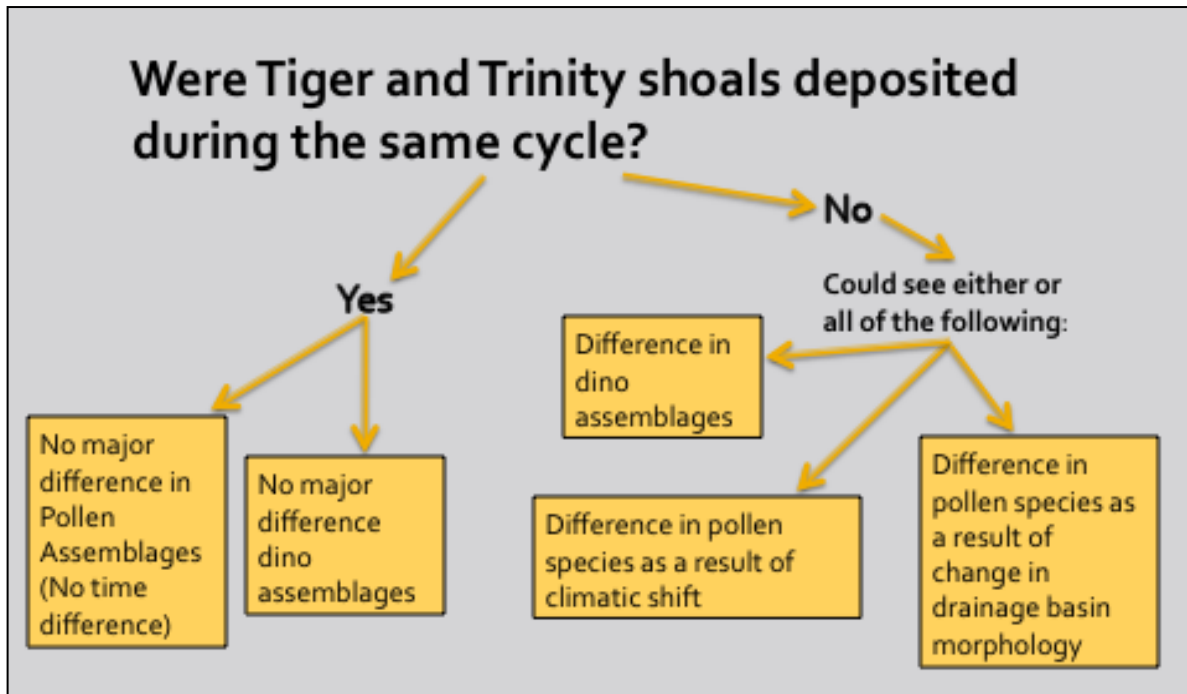 Were Tiger and Trinity shoals deposited
during the same cycle?
Yes
No
Could see either or
all of the following:
No major
difference in
Pollen
Assemblages
(No time
difference)
No major
difference
dino
assemblages
Difference in
dino
assemblages
Difference in pollen
species as a result of
climatic shift
Difference in
pollen species as
a result of
change in
drainage basin
morphology